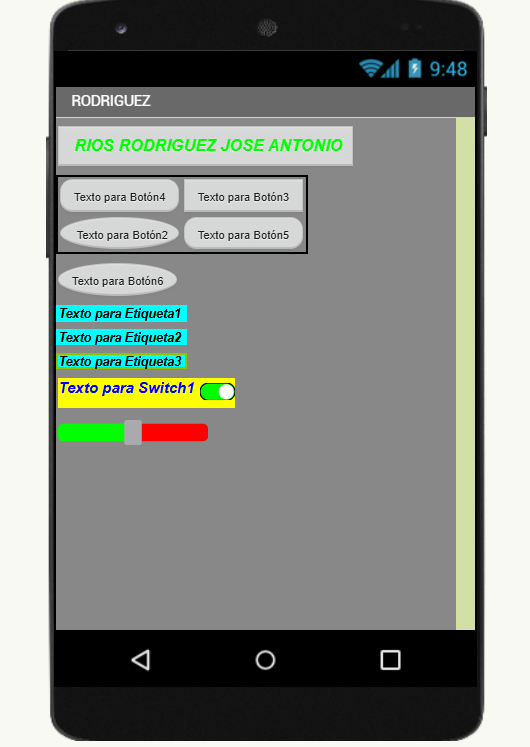 9:48
RODRIGUEZ
RIOS RODRIGUEZ JOSE ANTONIO
Texto para Botón4 Texto para Botón3
Texto para Botón2 Texto para Botón5
Texto para Botón6
Texto para Etiqueta1
Texto para Etiqueta2
Texto para Etiqueta3
Texto para Switch1